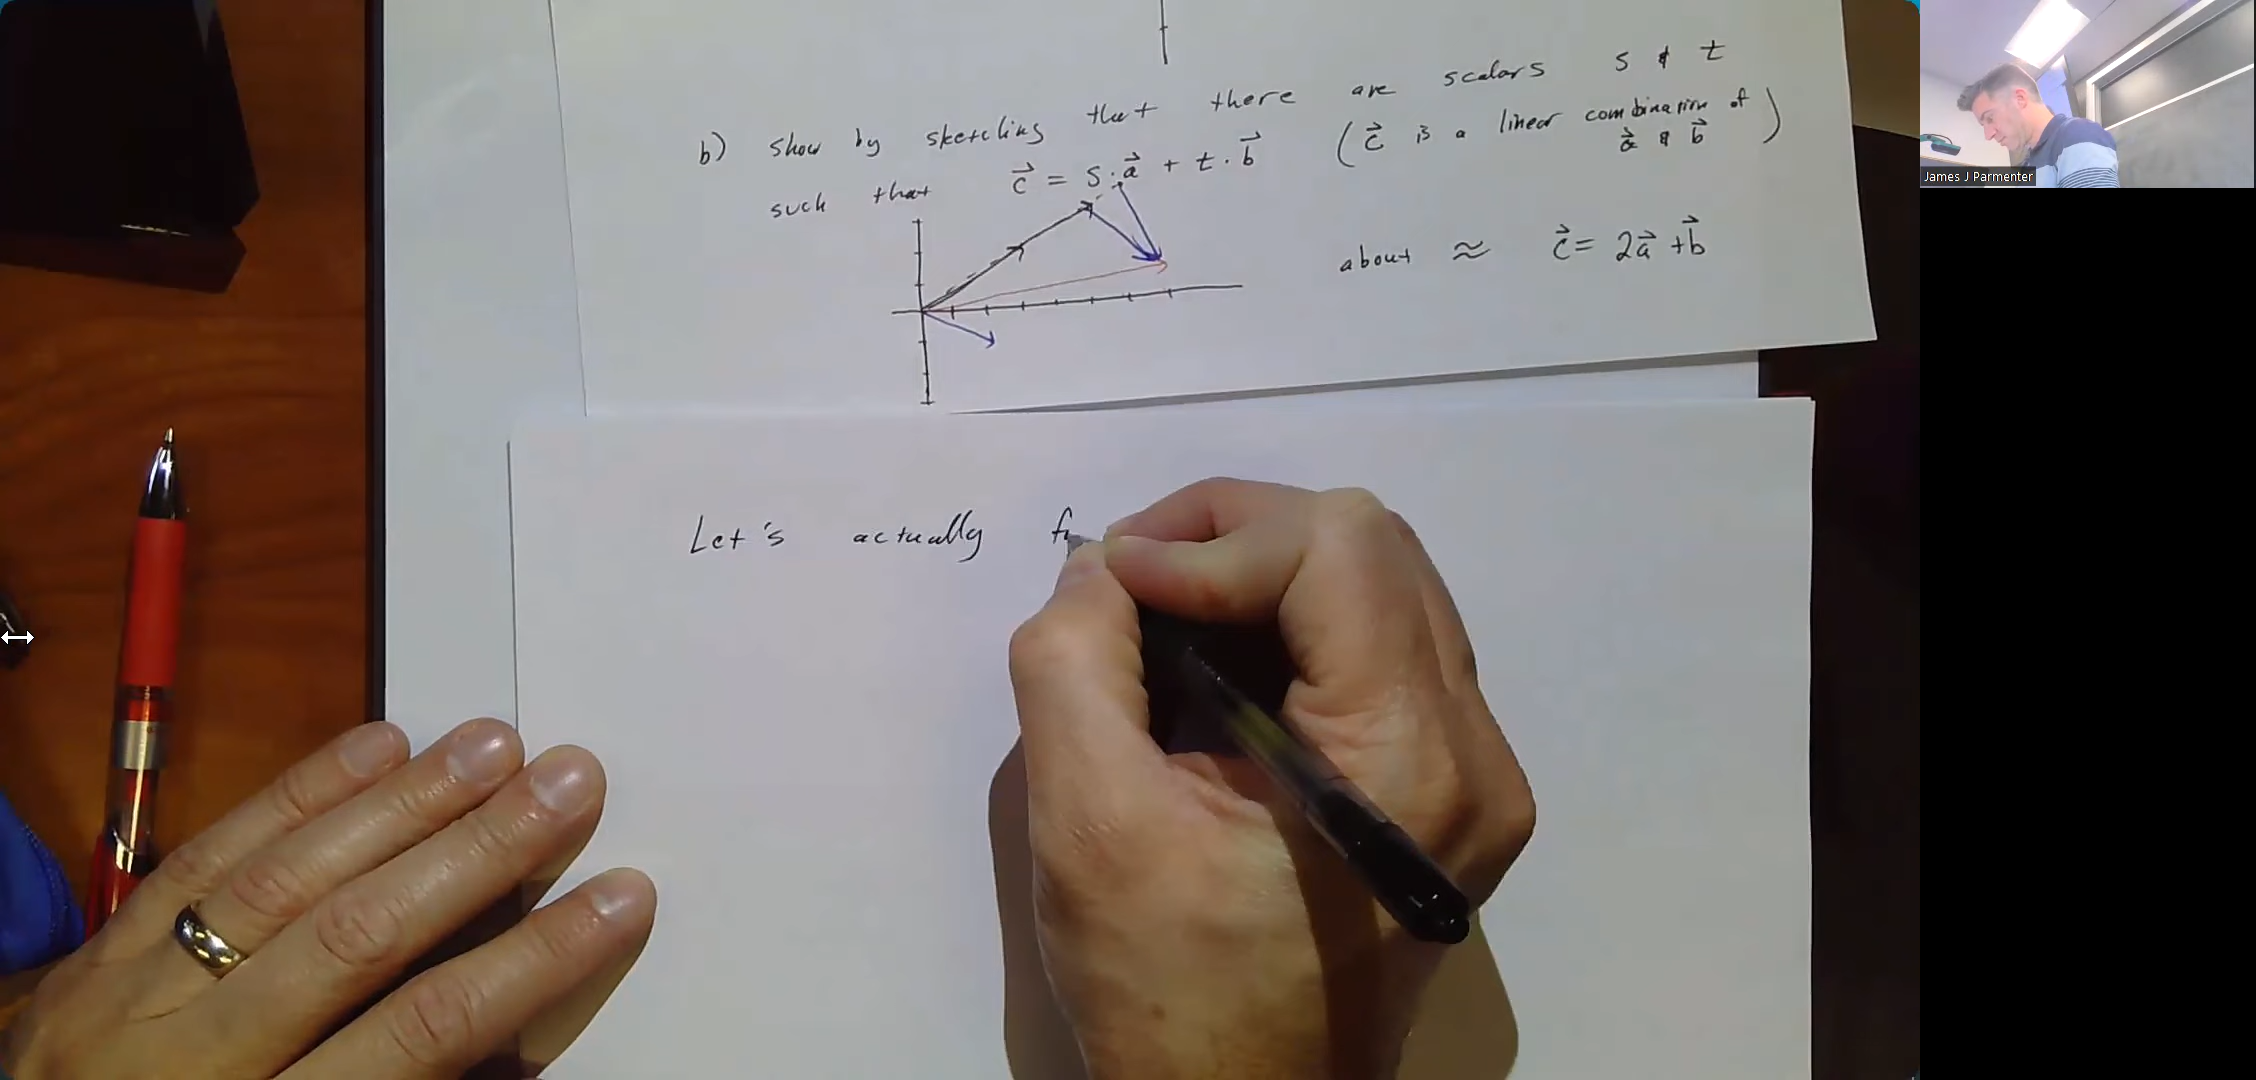 b) show by sketching that there are scalars s & t
such that c⃗ = s·a⃗ + t·b⃗ (c⃗ is a linear combination of a⃗ & b⃗)
about ≈ c⃗ = 2a⃗ + b⃗
Let's actually f
James J Parmenter